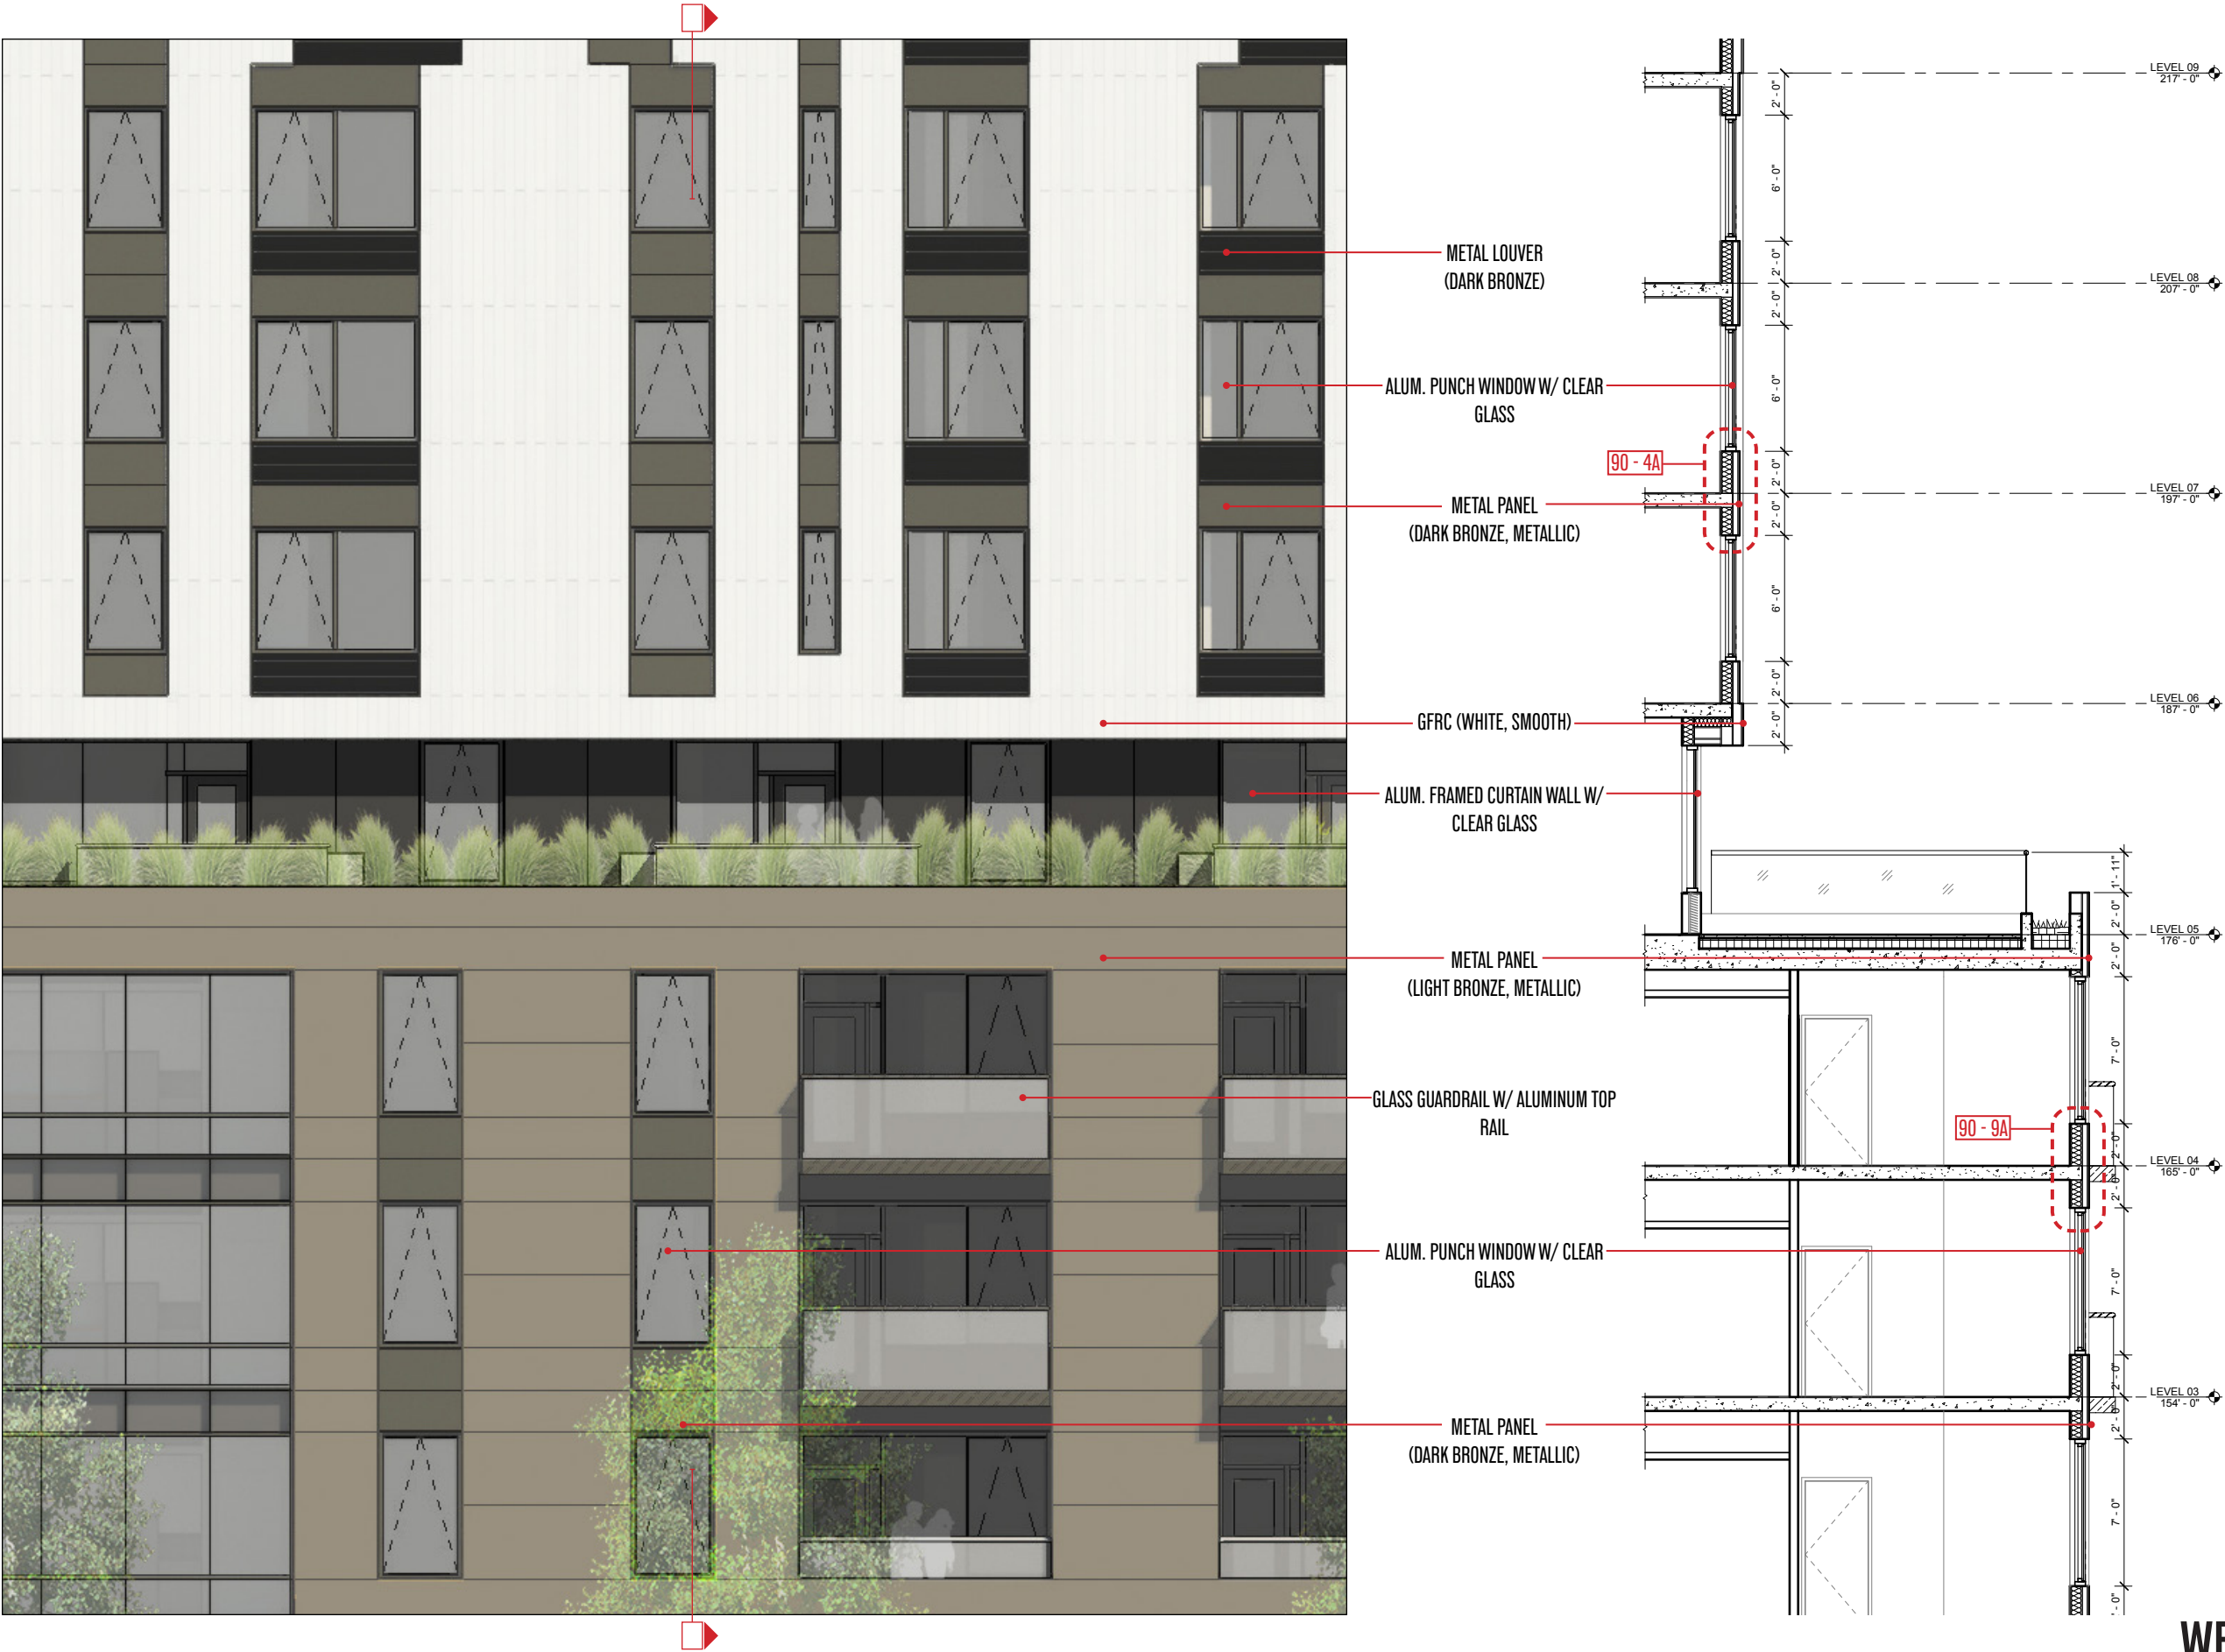 LEVEL 09
217' - 0"
2' - 0"
6' - 0"
METAL LOUVER
(DARK BRONZE)
2' - 0"
LEVEL 08
207' - 0"
2' - 0"
ALUM. PUNCH WINDOW W/ CLEAR
GLASS
6' - 0"
90 - 4A
2' - 0"
LEVEL 07
197' - 0"
METAL PANEL
(DARK BRONZE, METALLIC)
2' - 0"
6' - 0"
2' - 0"
LEVEL 06
187' - 0"
GFRC (WHITE, SMOOTH)
2' - 0"
ALUM. FRAMED CURTAIN WALL W/
CLEAR GLASS
1' - 11"
2' - 0"
LEVEL 05
176' - 0"
METAL PANEL
(LIGHT BRONZE, METALLIC)
2' - 0"
7' - 0"
GLASS GUARDRAIL W/ ALUMINUM TOP
RAIL
90 - 9A
2' - 0"
LEVEL 04
165' - 0"
2' - 0"
ALUM. PUNCH WINDOW W/ CLEAR
GLASS
7' - 0"
2' - 0"
LEVEL 03
154' - 0"
METAL PANEL
(DARK BRONZE, METALLIC)
2' - 0"
7' - 0"
' - 0"